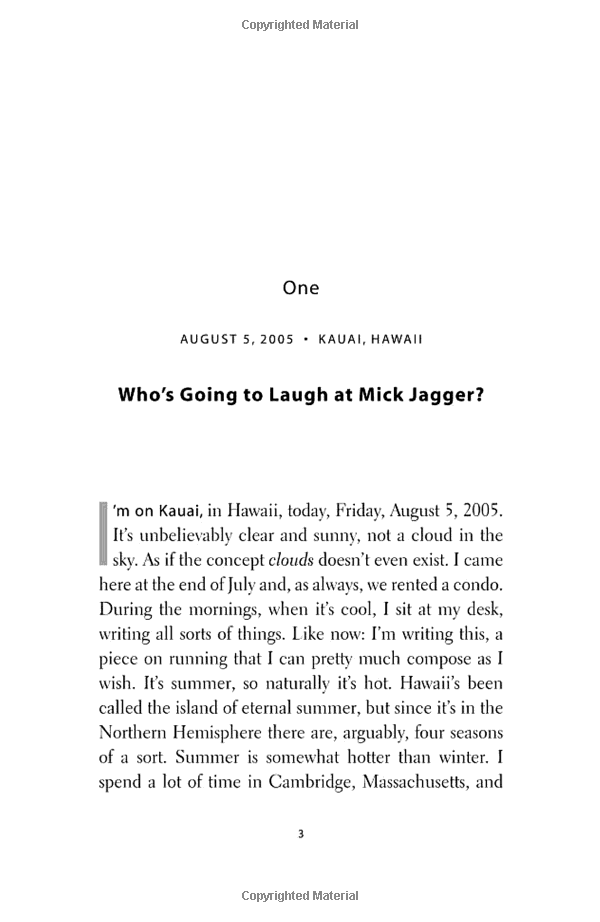 Copyrighted Material
One
AUGUST 5, 2005 • KAUAI, HAWAII
Who's Going to Laugh at Mick Jagger?
I'm on Kauai, in Hawaii, today, Friday, August 5, 2005.
It's unbelievably clear and sunny, not a cloud in the
sky. As if the concept clouds doesn't even exist. I came
here at the end of July and, as always, we rented a condo.
During the mornings, when it's cool, I sit at my desk,
writing all sorts of things. Like now: I'm writing this, a
piece on running that I can pretty much compose as I
wish. It's summer, so naturally it's hot. Hawaii's been
called the island of eternal summer, but since it's in the
Northern Hemisphere there are, arguably, four seasons
of a sort. Summer is somewhat hotter than winter. I
spend a lot of time in Cambridge, Massachusetts, and
3
Copyrighted Material